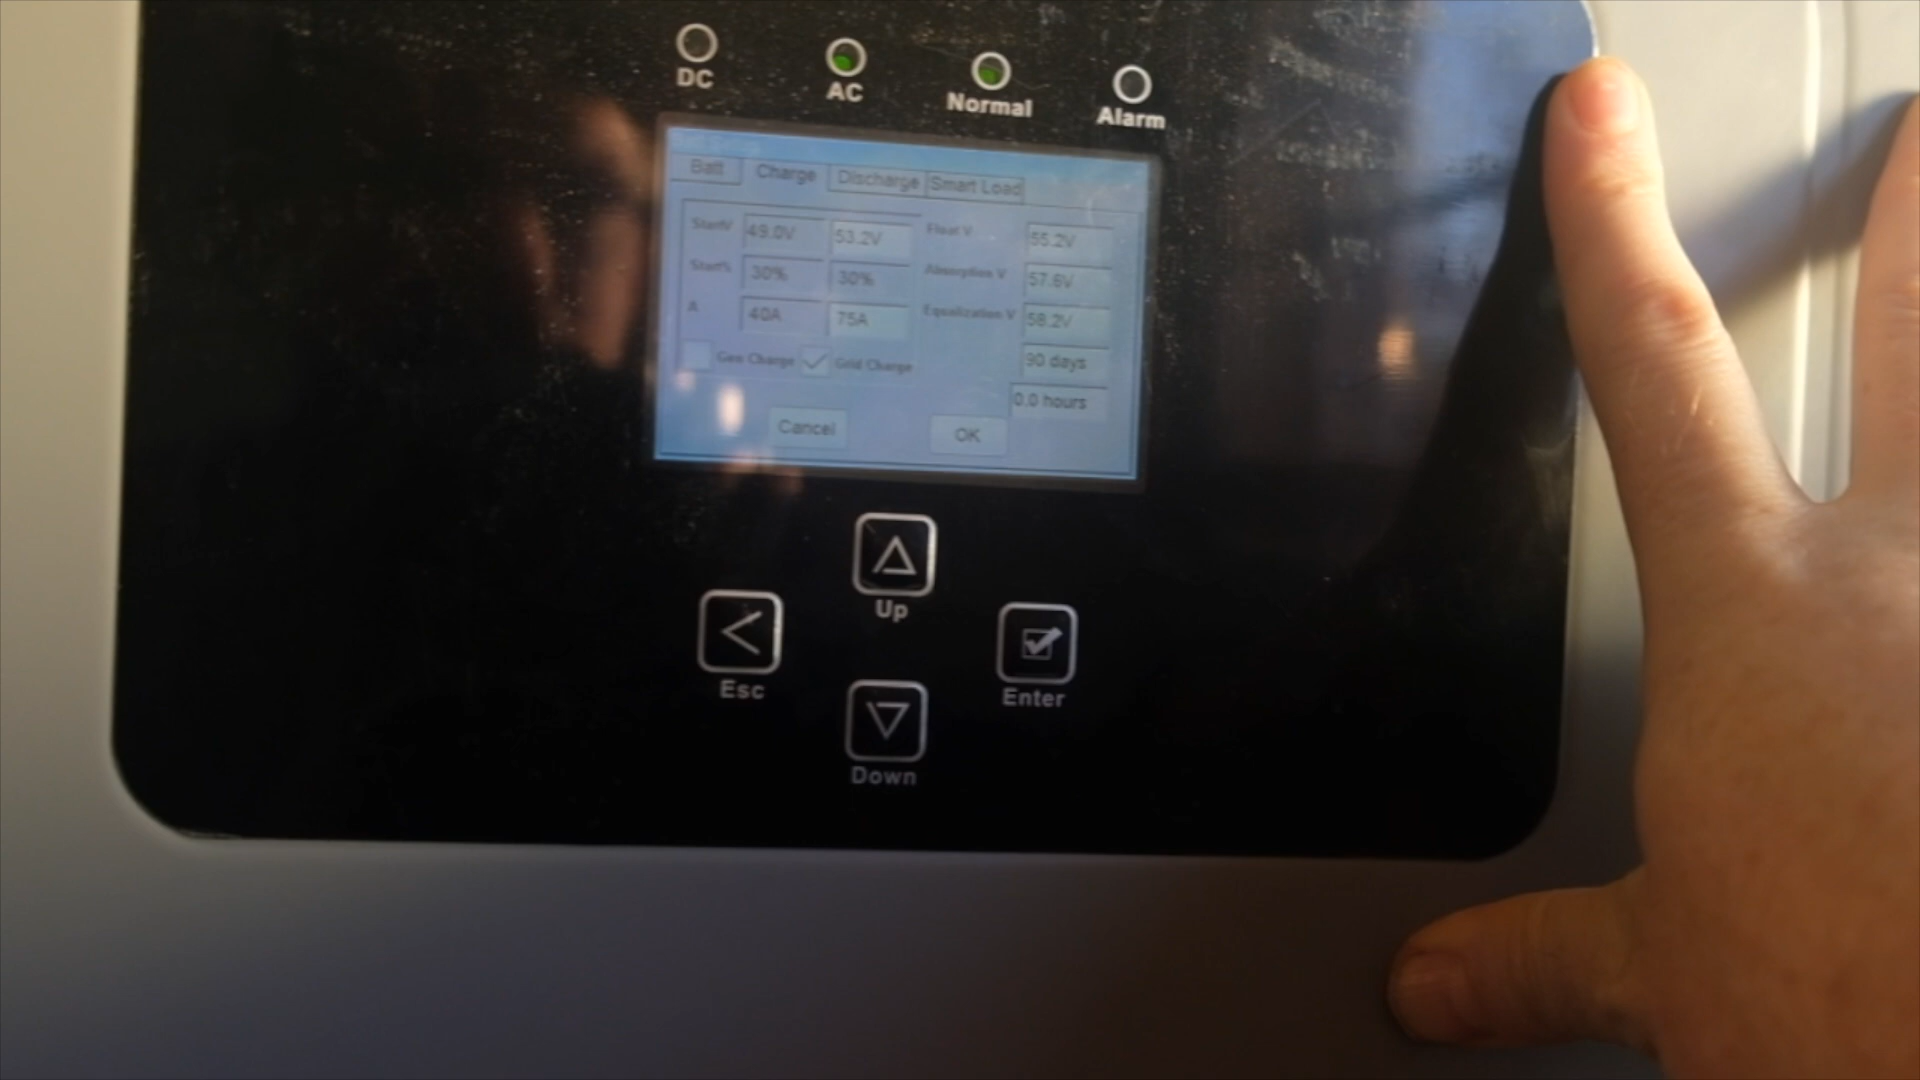 DC AC Normal Alarm
Batt Charge Discharge Smart Load
StartV 49.0V 53.2V Float V 55.2V
Start% 30% 30% Absorption V 57.6V
A 40A 75A Equalization V 58.2V
90 days
Gen Charge Grid Charge
0.0 hours
Cancel OK
Up
Esc
Enter
Down